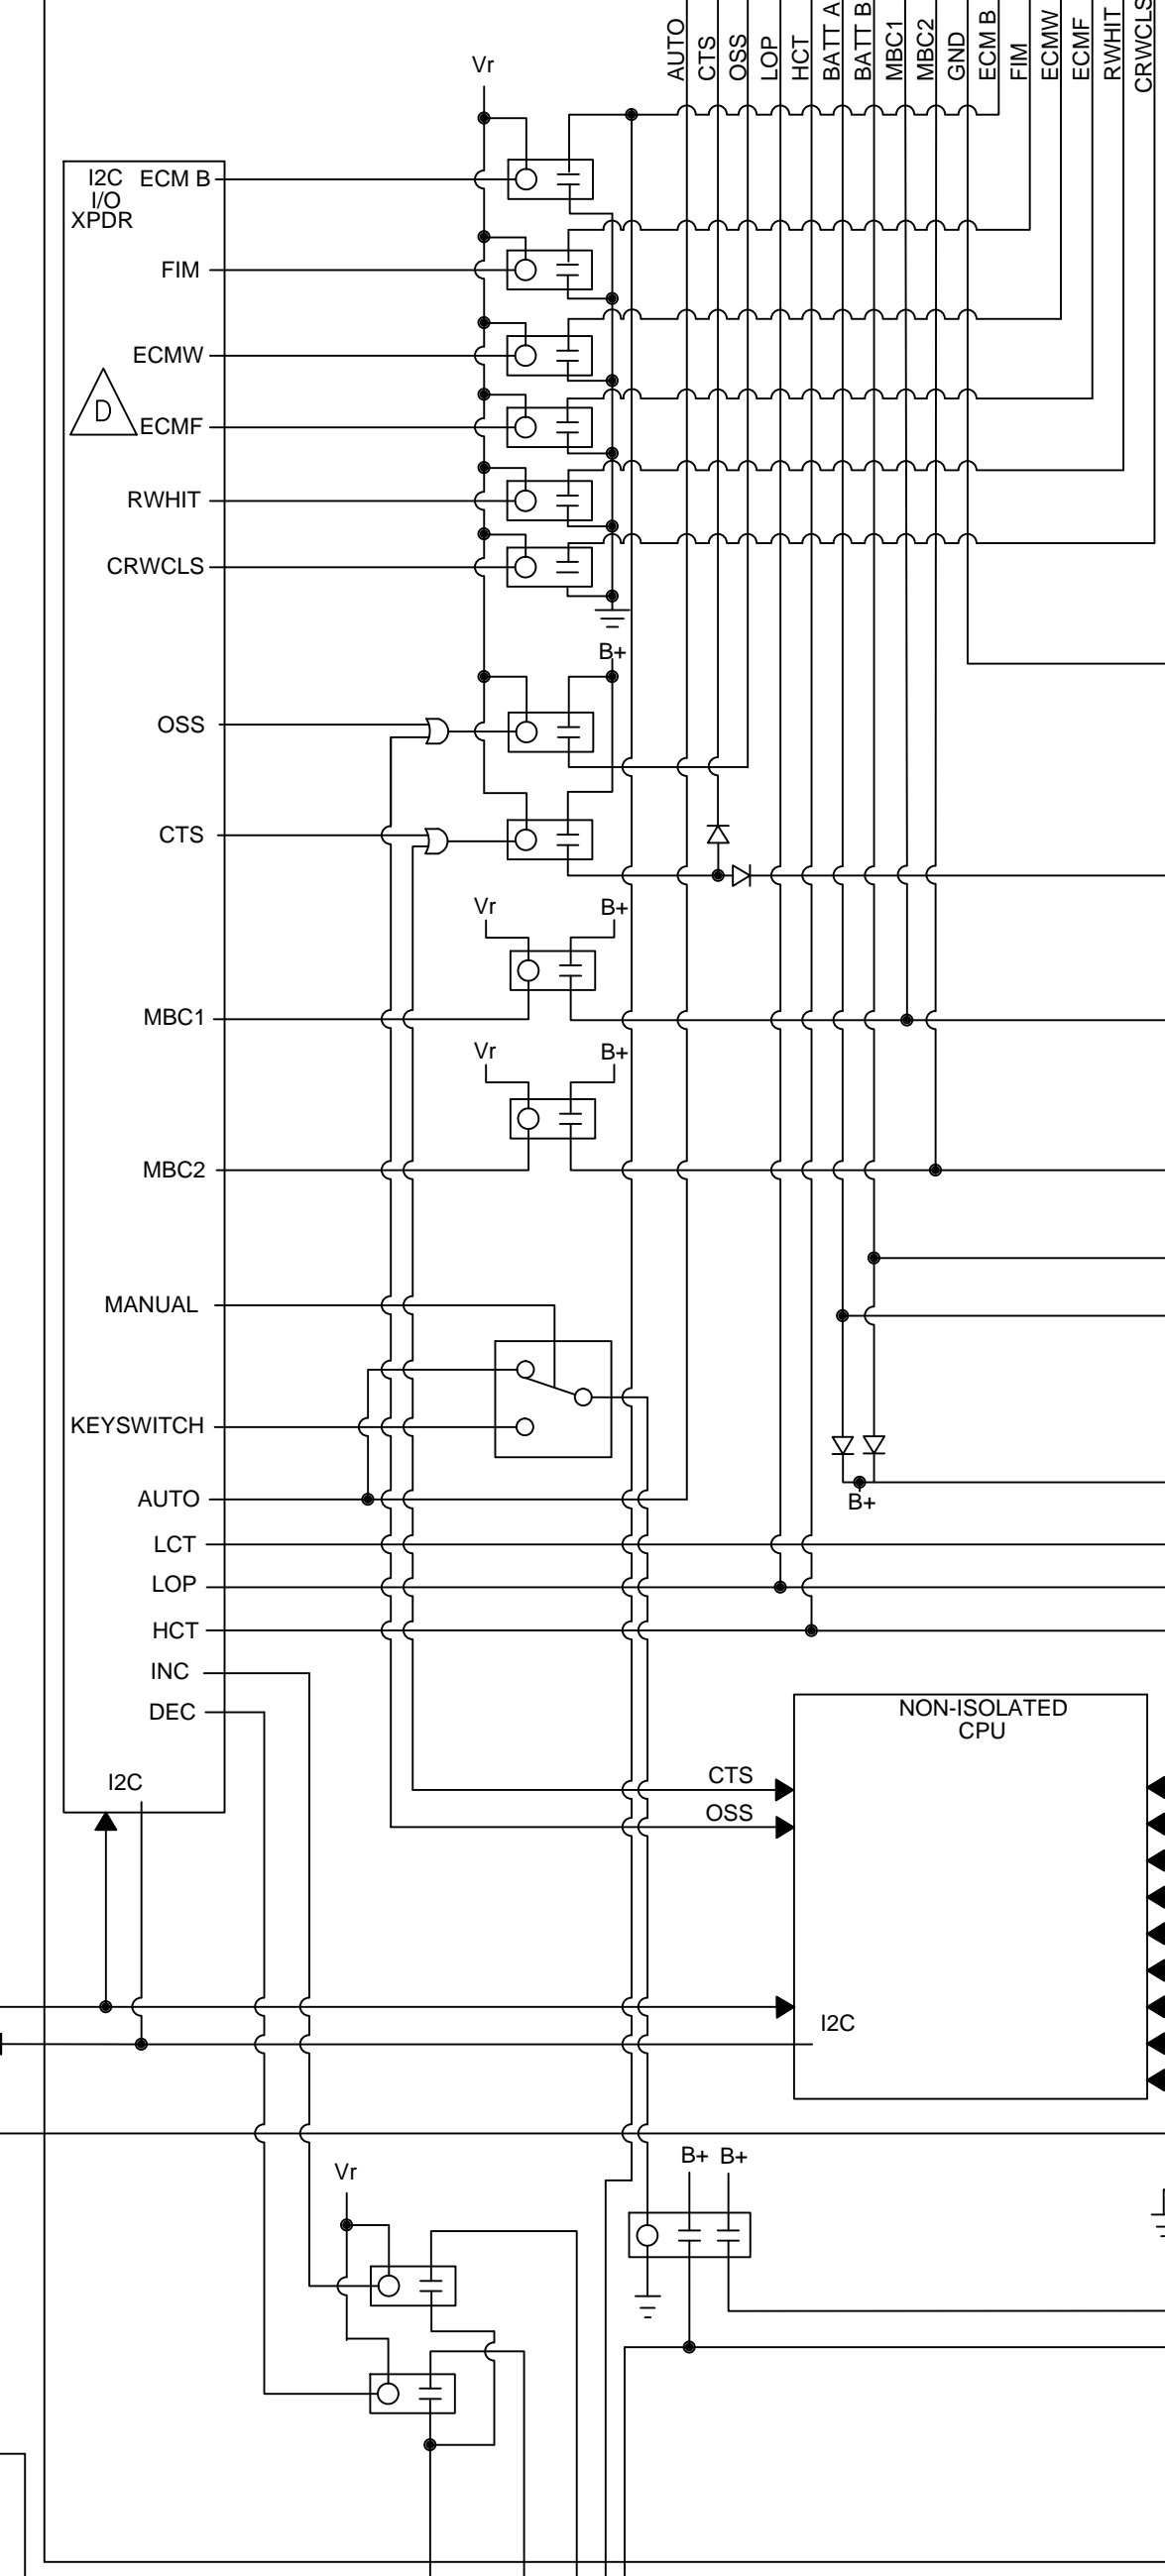 AUTO
CTS
OSS
LOP
HCT
BATT A
BATT B
MBC1
MBC2
GND
ECM B
FIM
ECMW
ECMF
RWHIT
CRWCLS
Vr
I2C
I/O
XPDR
ECM B
FIM
ECMW
D
ECMF
RWHIT
CRWCLS
B+
OSS
CTS
Vr
B+
MBC1
Vr
B+
MBC2
MANUAL
KEYSWITCH
AUTO
B+
LCT
LOP
HCT
INC
DEC
NON-ISOLATED
CPU
I2C
CTS
OSS
I2C
Vr
B+
B+